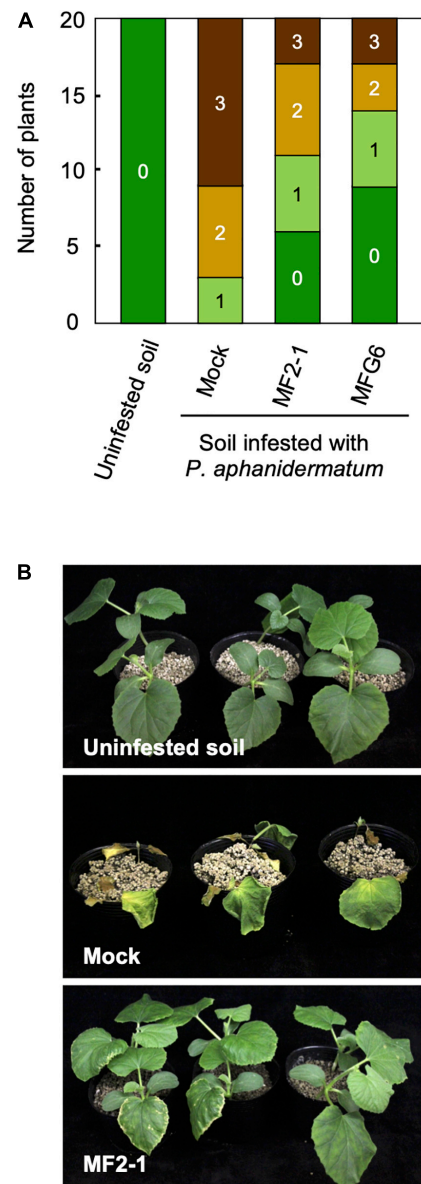 A
Number of plants
20
15
10
5
0
0
3
2
1
3
2
1
0
3
2
1
0
Uninfested soil
Mock
MF2-1
MFG6
Soil infested with
P. aphanidermatum
B
Uninfested soil
Mock
MF2-1